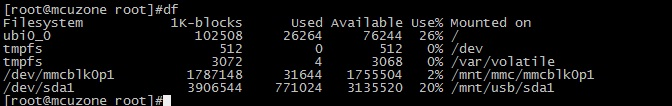 [root@mcuzone root]#df
Filesystem 1K-blocks Used Available Use% Mounted on
ubi0_0 102508 26264 76244 26% /
tmpfs 512 0 512 0% /dev
tmpfs 3072 4 3068 0% /var/volatile
/dev/mmcblk0p1 1787148 31644 1755504 2% /mnt/mmc/mmcblk0p1
/dev/sda1 3906544 771024 3135520 20% /mnt/usb/sda1
[root@mcuzone root]#